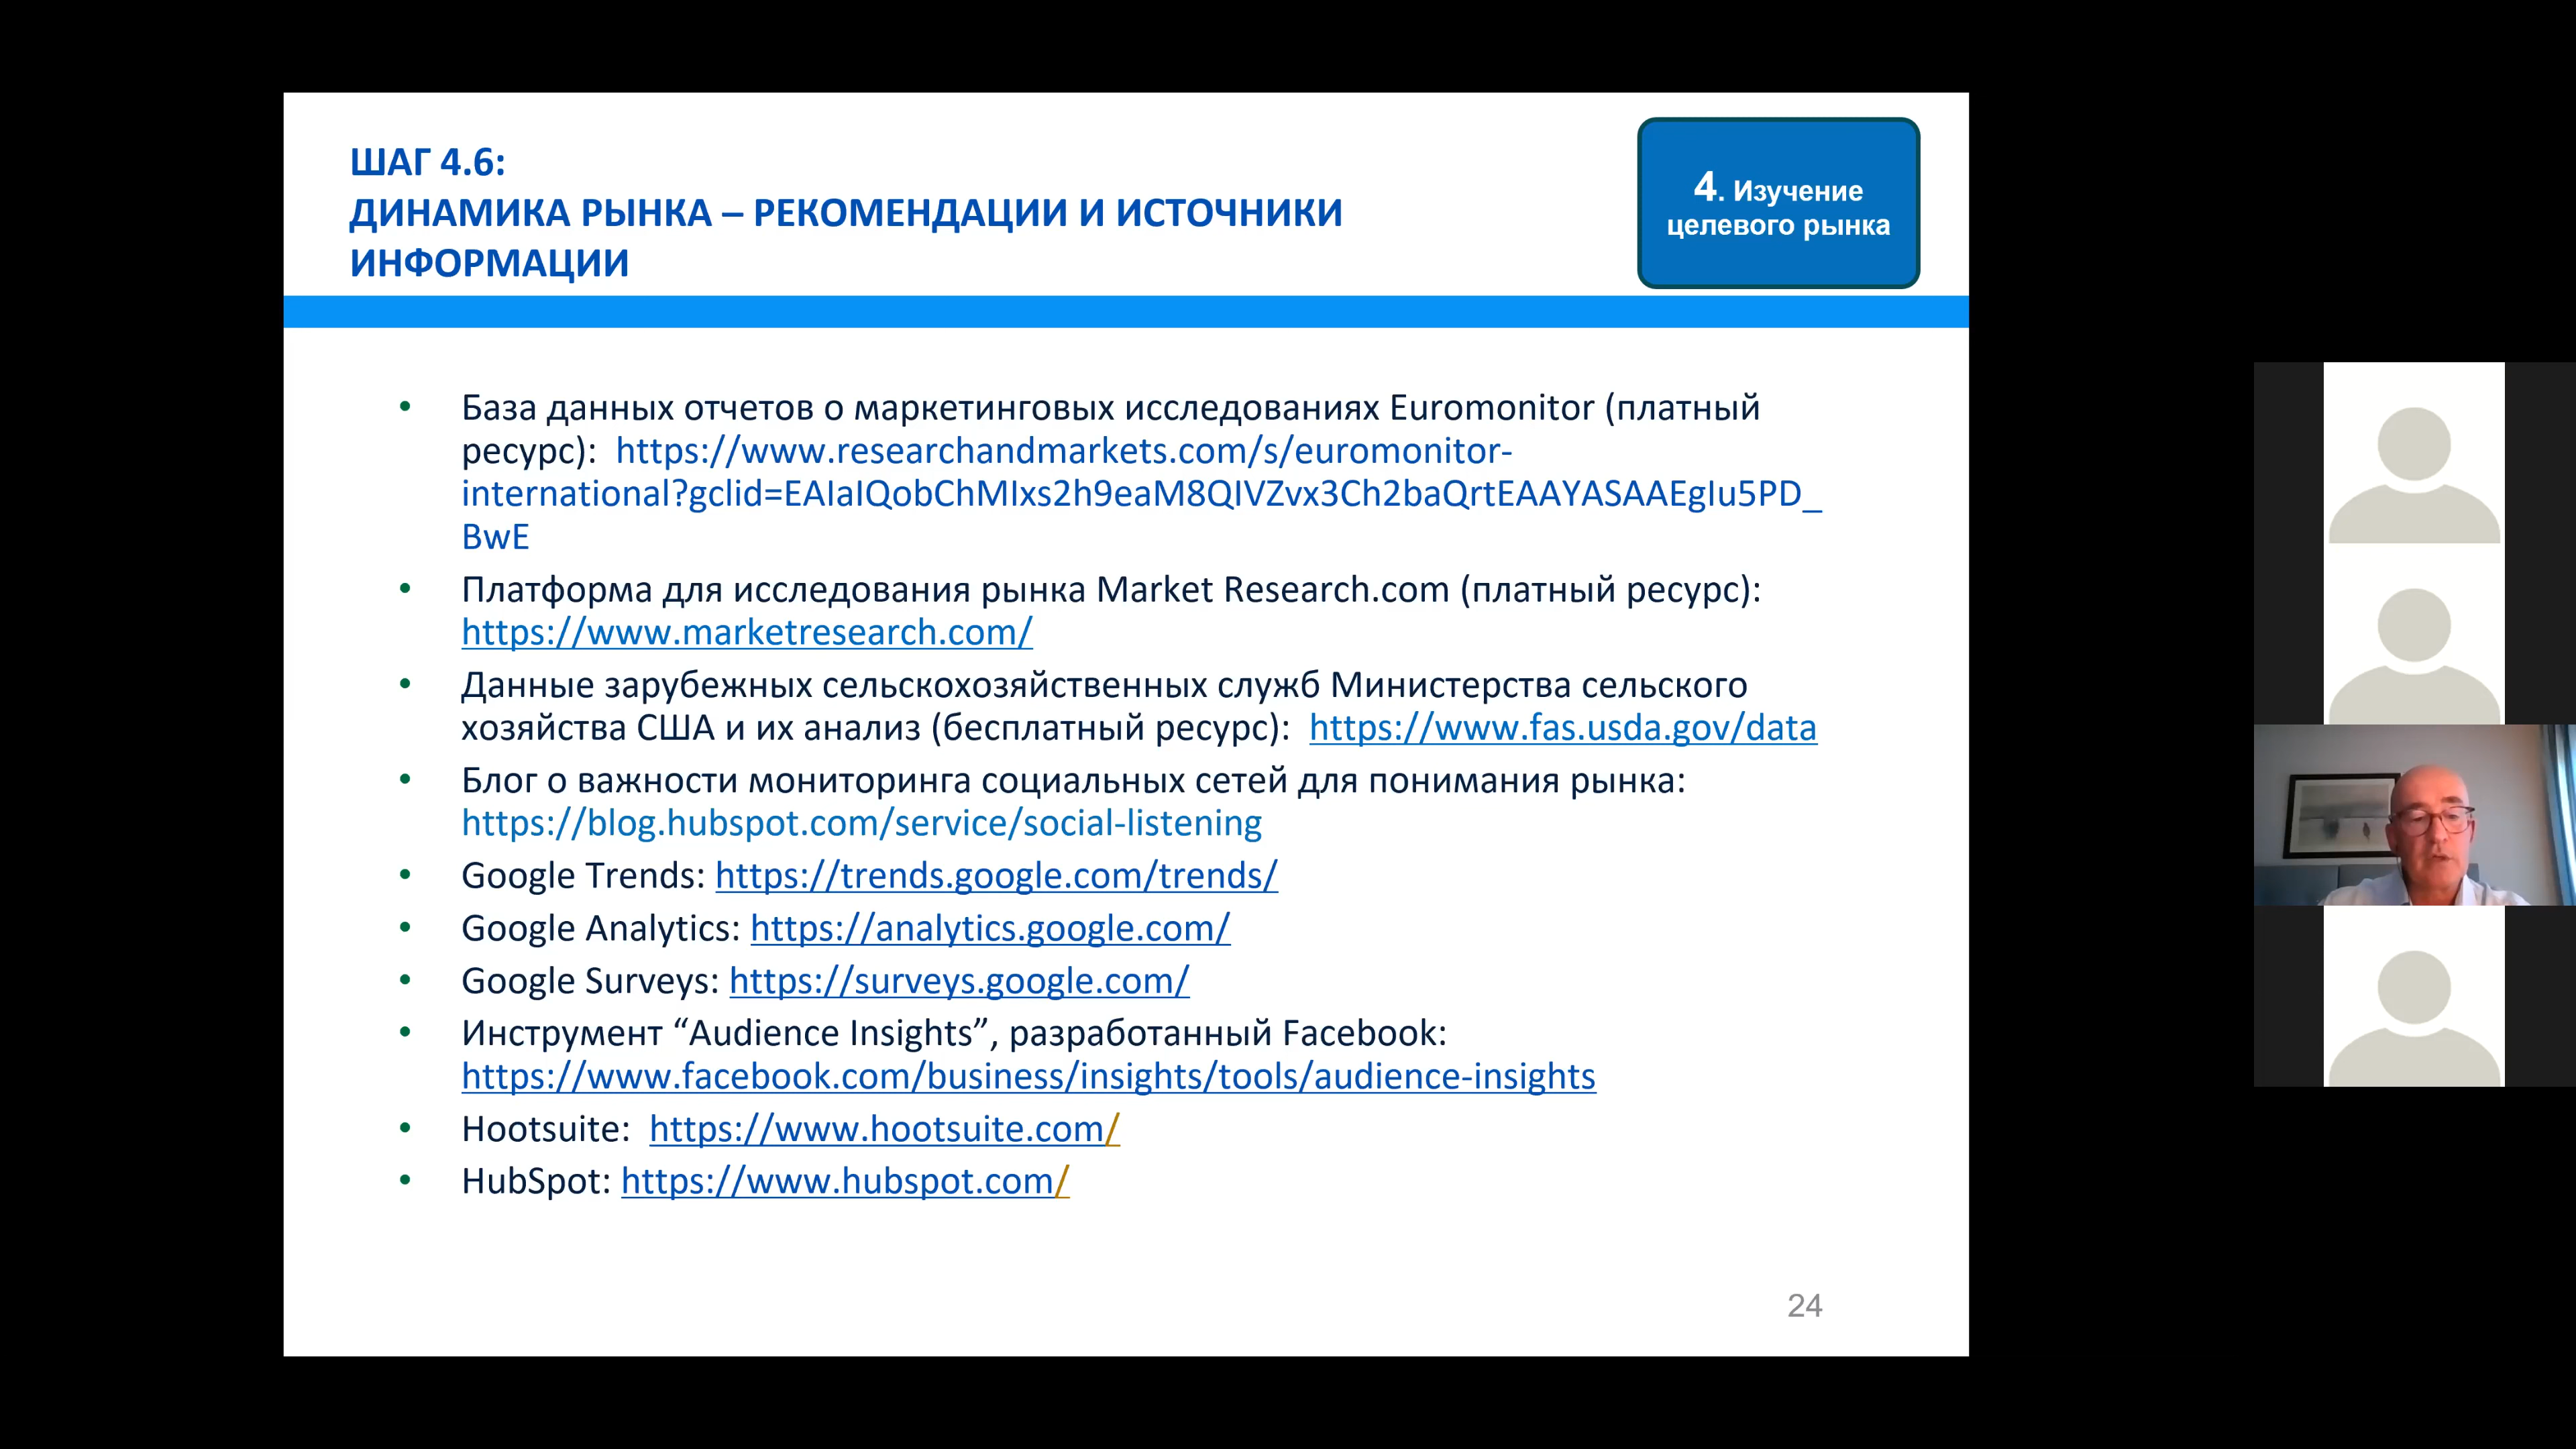 ШАГ 4.6:
ДИНАМИКА РЫНКА – РЕКОМЕНДАЦИИ И ИСТОЧНИКИ
ИНФОРМАЦИИ
4. Изучение
целевого рынка
• База данных отчетов о маркетинговых исследованиях Euromonitor (платный
ресурс): https://www.researchandmarkets.com/s/euromonitor-
international?gclid=EAIaIQobChMIxs2h9eaM8QIVZvx3Ch2baQrtEAAYASAAEgIu5PD_
BwE
• Платформа для исследования рынка Market Research.com (платный ресурс):
https://www.marketresearch.com/
• Данные зарубежных сельскохозяйственных служб Министерства сельского
хозяйства США и их анализ (бесплатный ресурс): https://www.fas.usda.gov/data
• Блог о важности мониторинга социальных сетей для понимания рынка:
https://blog.hubspot.com/service/social-listening
• Google Trends: https://trends.google.com/trends/
• Google Analytics: https://analytics.google.com/
• Google Surveys: https://surveys.google.com/
• Инструмент “Audience Insights”, разработанный Facebook:
https://www.facebook.com/business/insights/tools/audience-insights
• Hootsuite: https://www.hootsuite.com/
• HubSpot: https://www.hubspot.com/
24